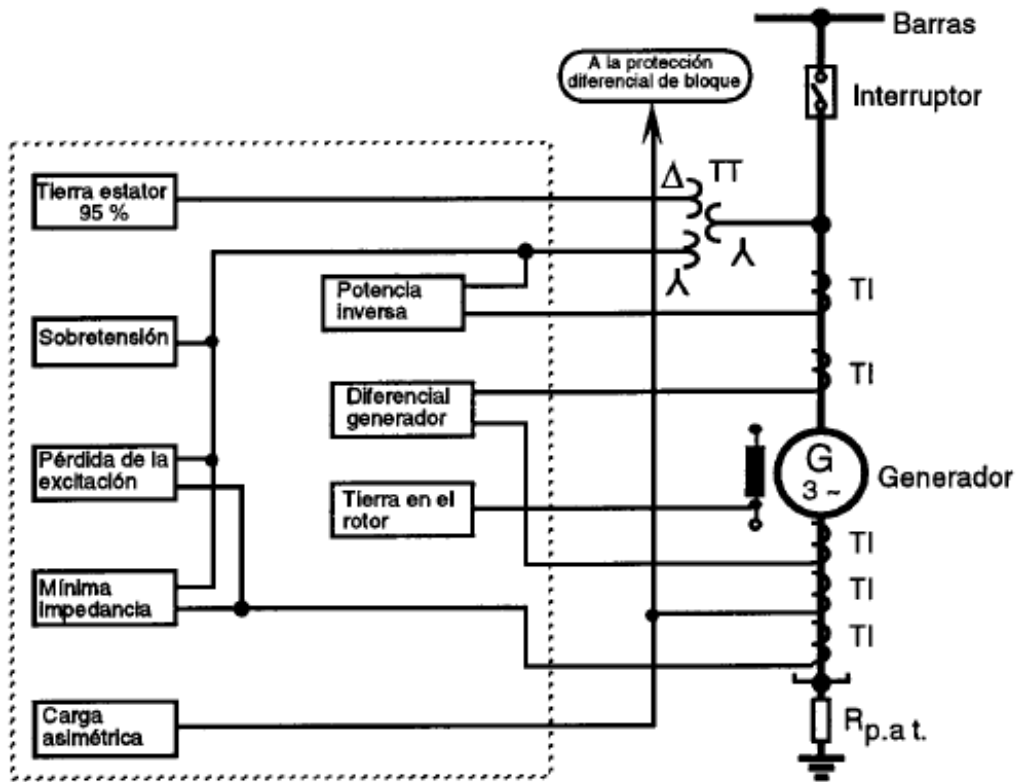 Barras
A la protección
diferencial de bloque
Interruptor
Δ
TT
Tierra estator
95 %
Potencia
inversa
TI
Sobretensión
TI
Diferencial
generador
Pérdida de la
excitación
G
3 ~
Generador
Tierra en el
rotor
TI
Mínima
impedancia
TI
TI
Carga
asimétrica
Rp.a t.